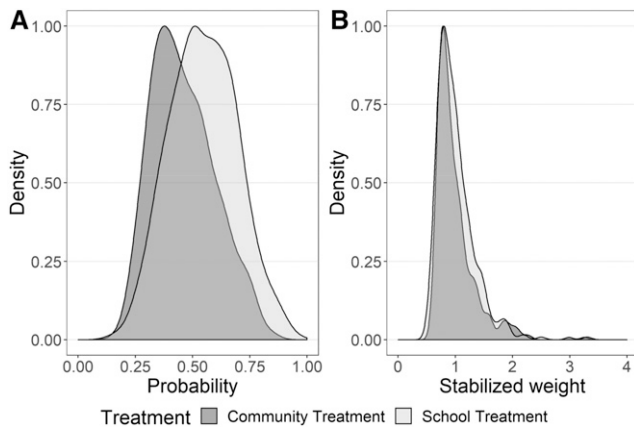 A
1.00
0.75
0.50
0.25
0.00
Density
0.00 0.25 0.50 0.75 1.00
Probability
B
1.00
0.75
0.50
0.25
0.00
Density
0 1 2 3 4
Stabilized weight
Treatment Community Treatment School Treatment